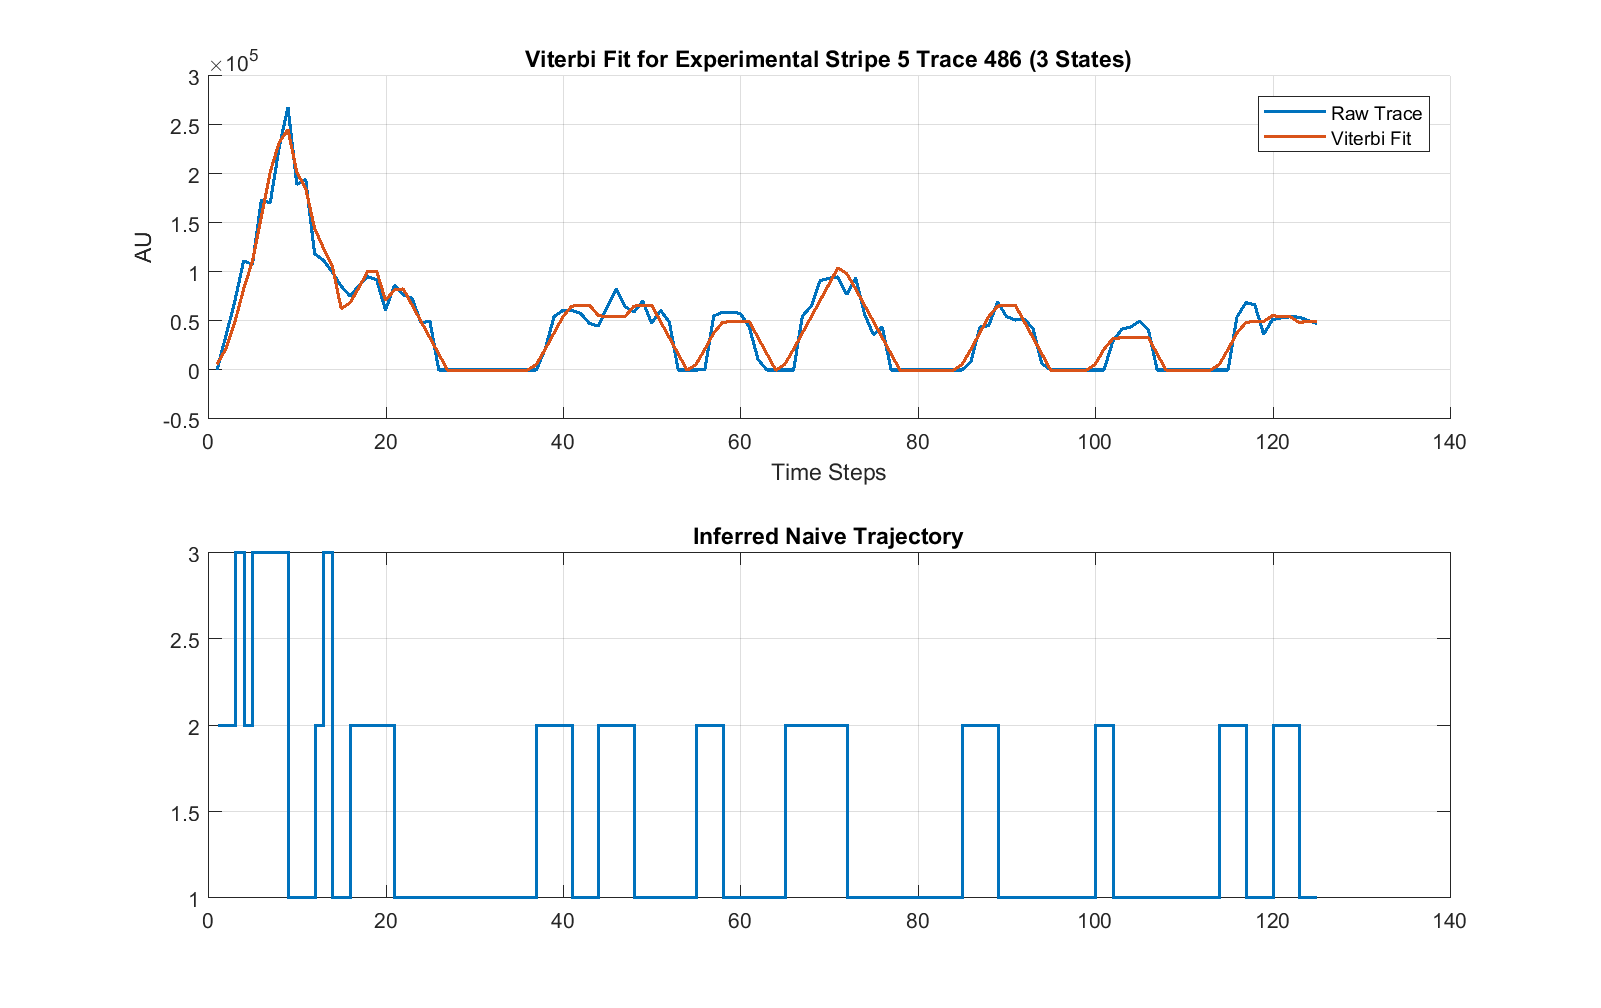 Viterbi Fit for Experimental Stripe 5 Trace 486 (3 States)
×10^5
3
2.5
2
1.5
1
0.5
0
-0.5
AU
Raw Trace
Viterbi Fit
0 20 40 60 80 100 120 140
Time Steps
Inferred Naive Trajectory
3
2.5
2
1.5
1
0 20 40 60 80 100 120 140